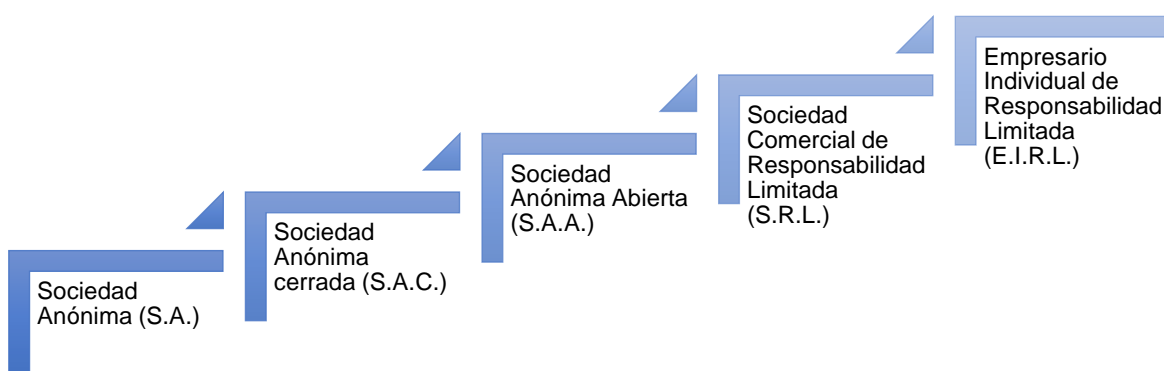 Sociedad
Anónima (S.A.)
Sociedad
Anónima
cerrada (S.A.C.)
Sociedad
Anónima Abierta
(S.A.A.)
Sociedad
Comercial de
Responsabilidad
Limitada
(S.R.L.)
Empresario
Individual de
Responsabilidad
Limitada
(E.I.R.L.)